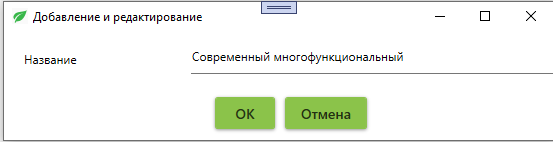 Добавление и редактирование
Название
Современный многофункциональный
ОК
Отмена